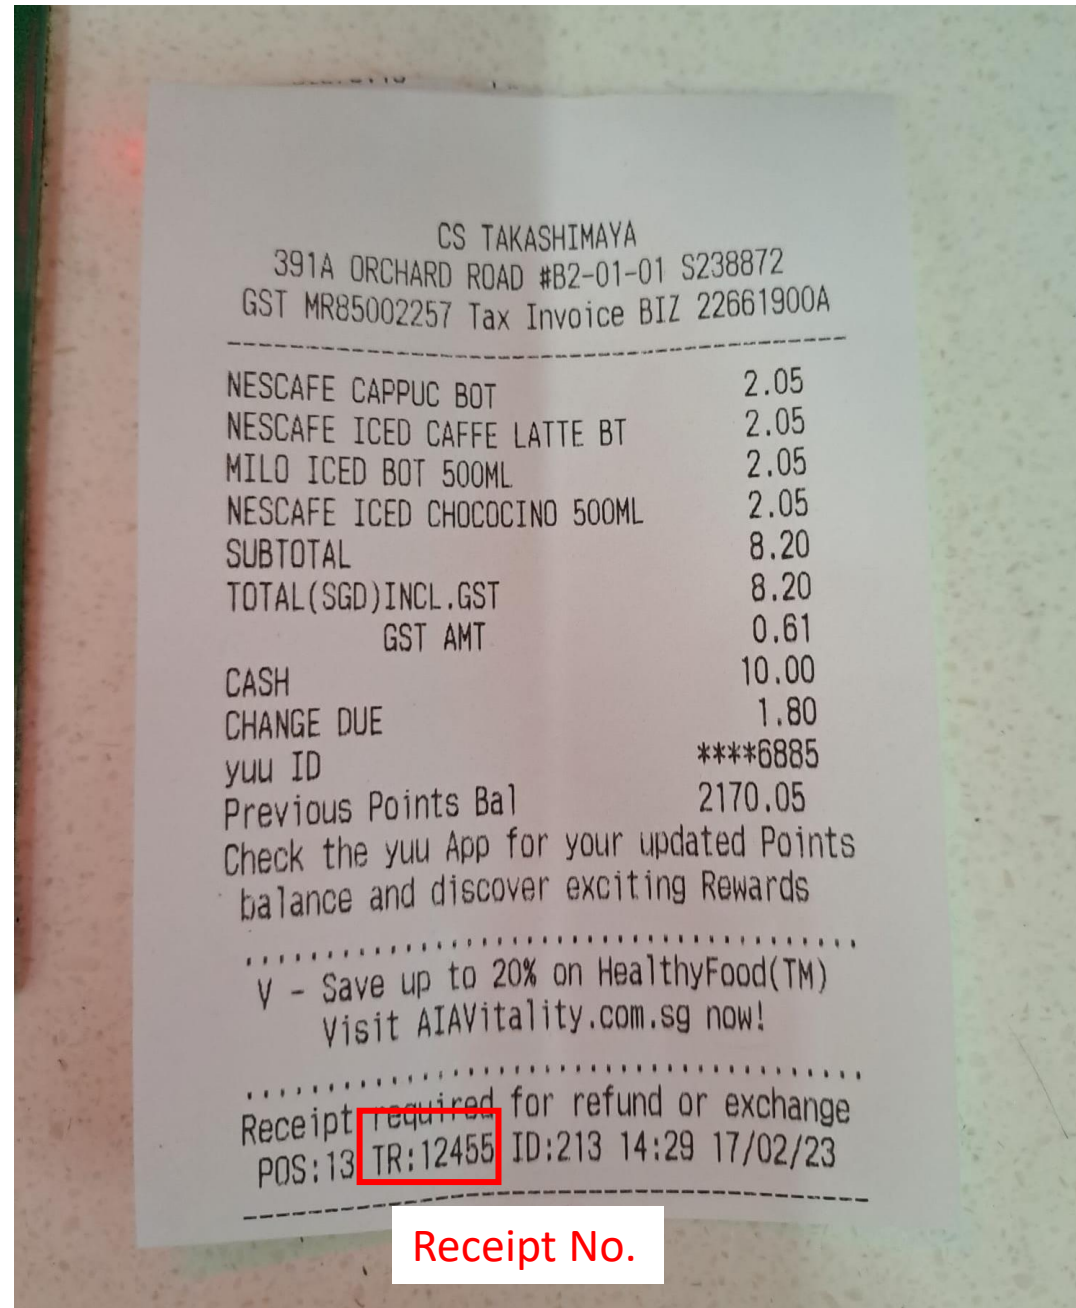 CS TAKASHIMAYA
391A ORCHARD ROAD #B2-01-01 S238872
GST MR85002257 Tax Invoice BIZ 22661900A
NESCAFE CAPPUC BOT 2.05
NESCAFE ICED CAFFE LATTE BT 2.05
MILO ICED BOT 500ML 2.05
NESCAFE ICED CHOCOCINO 500ML 2.05
SUBTOTAL 8.20
TOTAL(SGD)INCL.GST 8.20
GST AMT 0.61
CASH 10.00
CHANGE DUE 1.80
yuu ID ****6885
Previous Points Bal 2170.05
Check the yuu App for your updated Points
balance and discover exciting Rewards
V - Save up to 20% on HealthyFood(TM)
Visit AIAVitality.com.sg now!
Receipt required for refund or exchange
POS:13 TR:12455 ID:213 14:29 17/02/23
Receipt No.